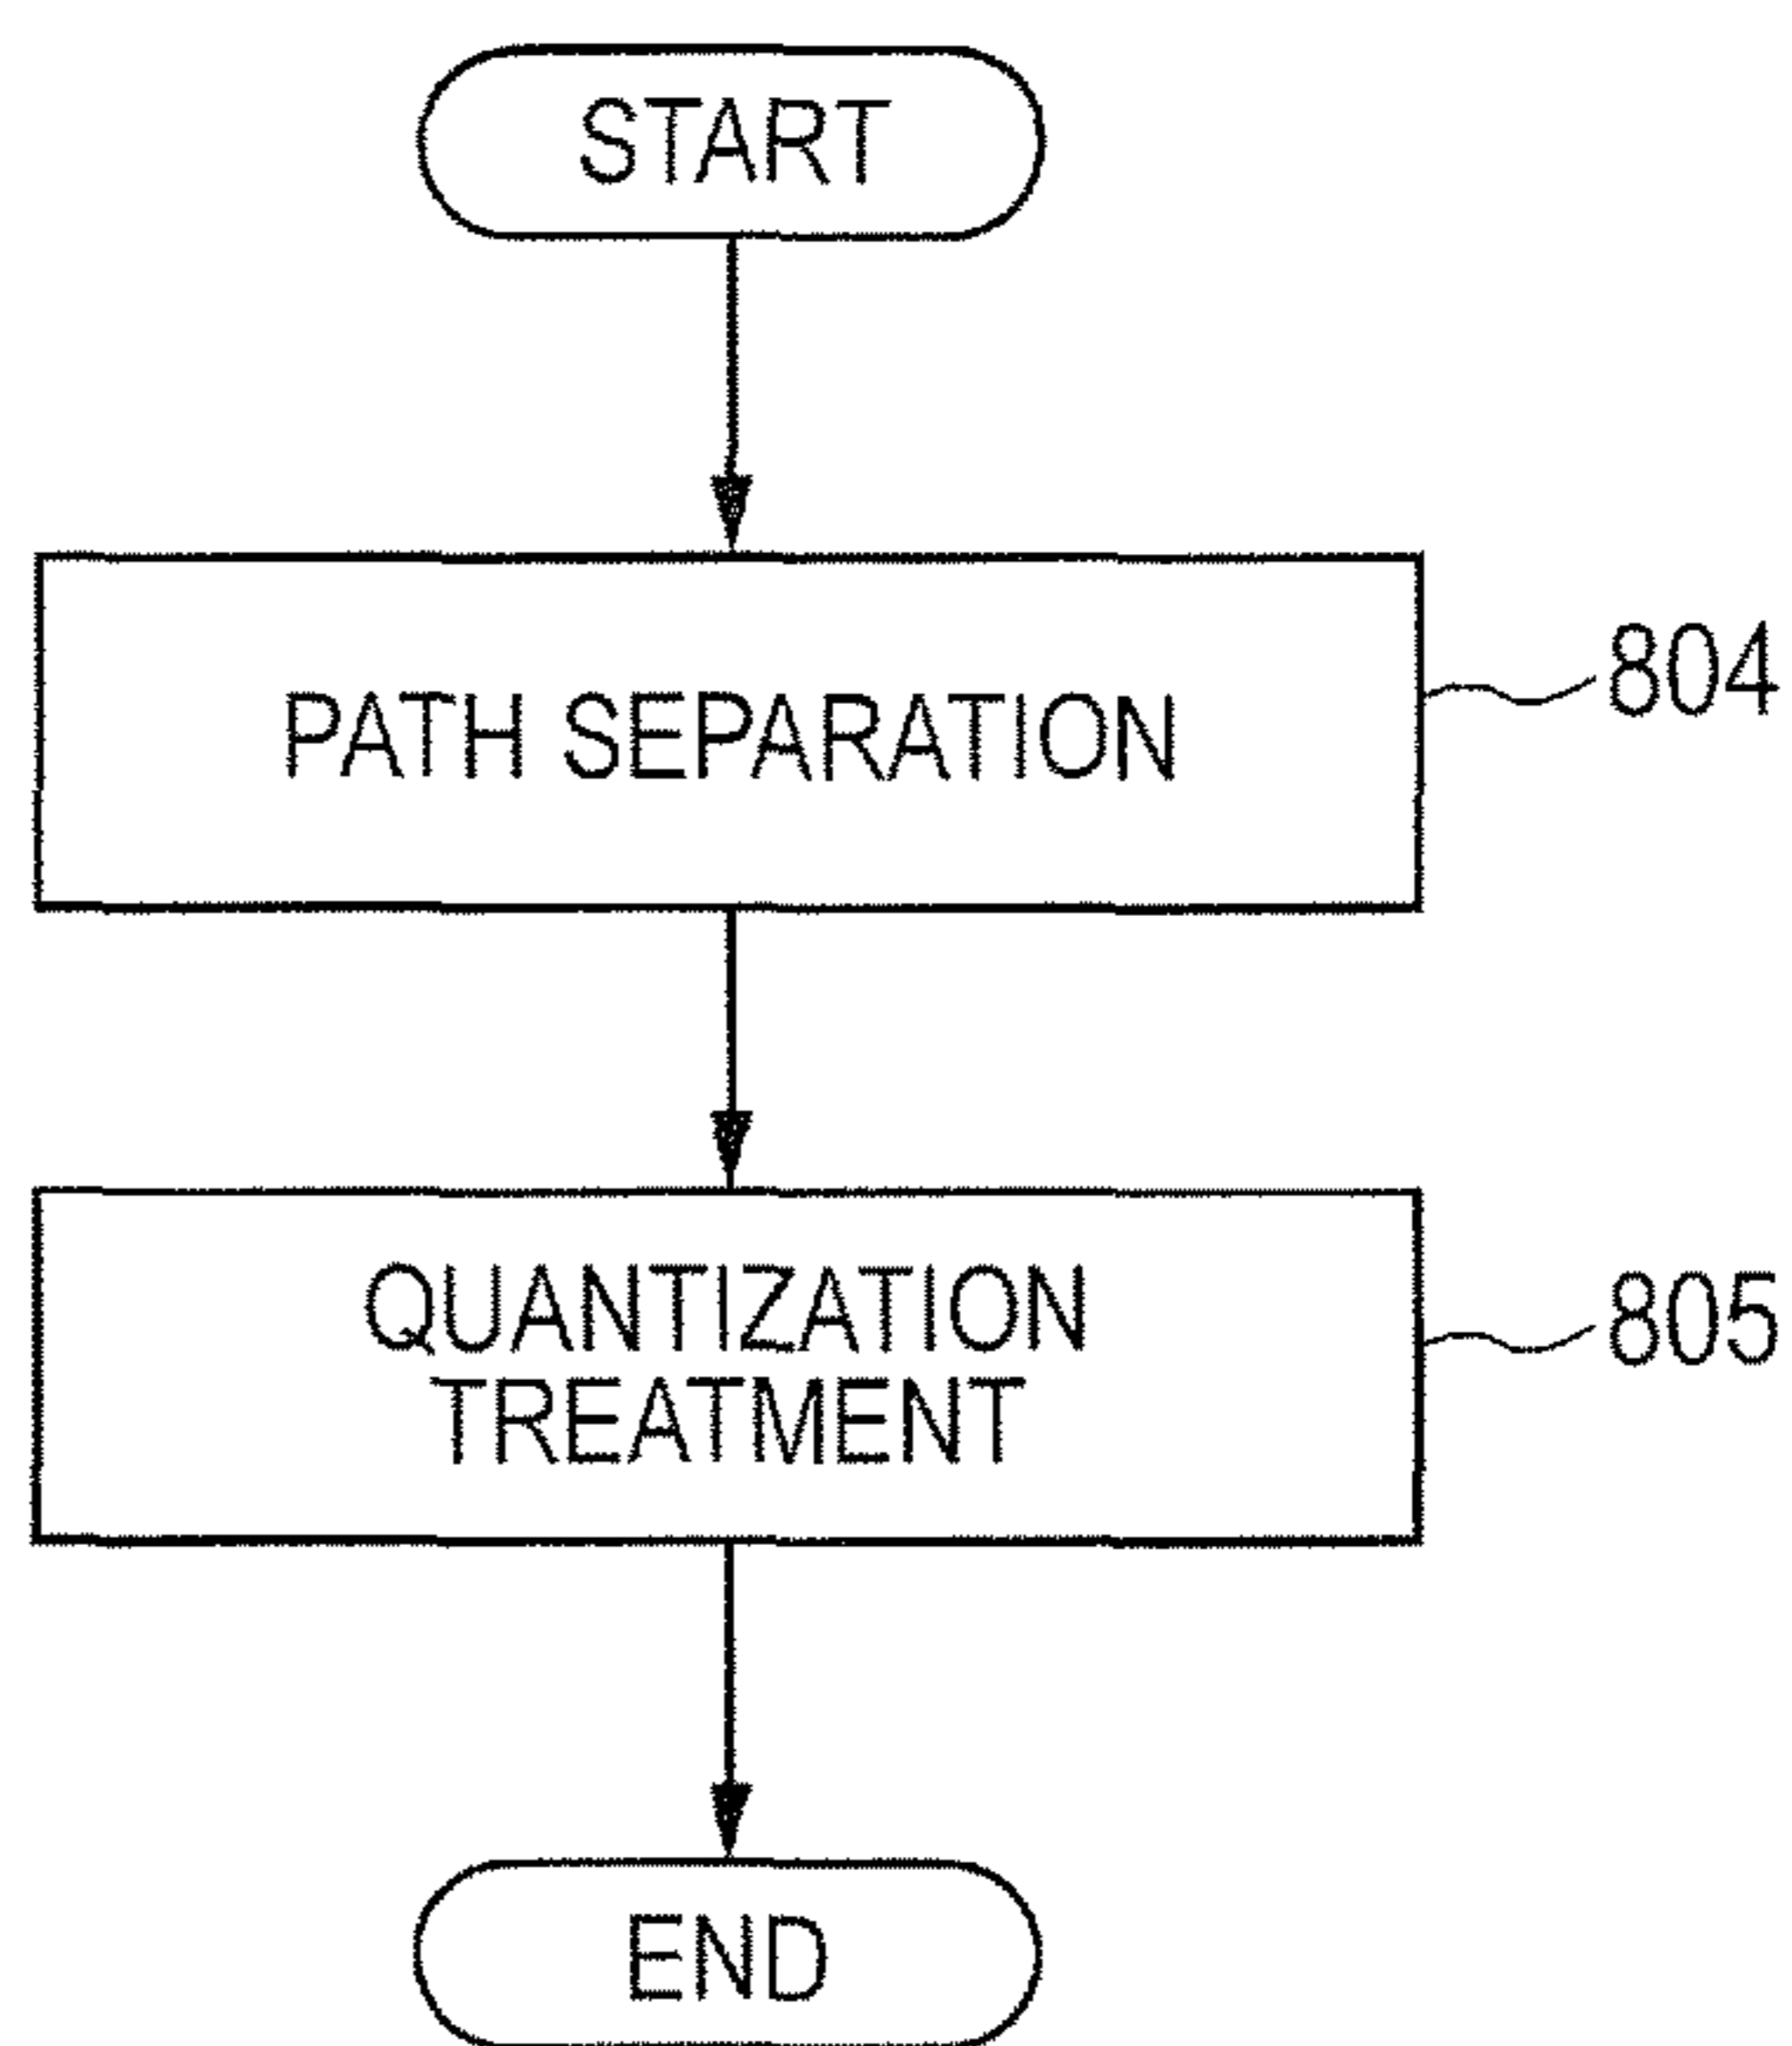 START
PATH SEPARATION
804
QUANTIZATION
TREATMENT
805
END